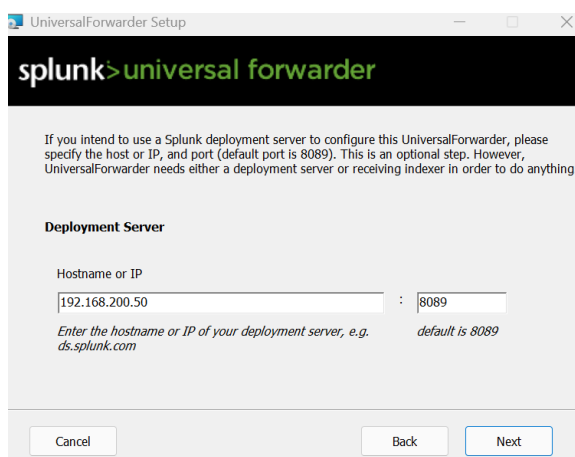 UniversalForwarder Setup
splunk>universal forwarder
If you intend to use a Splunk deployment server to configure this UniversalForwarder, please
specify the host or IP, and port (default port is 8089). This is an optional step. However,
UniversalForwarder needs either a deployment server or receiving indexer in order to do anything
Deployment Server
Hostname or IP
192.168.200.50 : 8089
Enter the hostname or IP of your deployment server, e.g. default is 8089
ds.splunk.com
Cancel Back Next